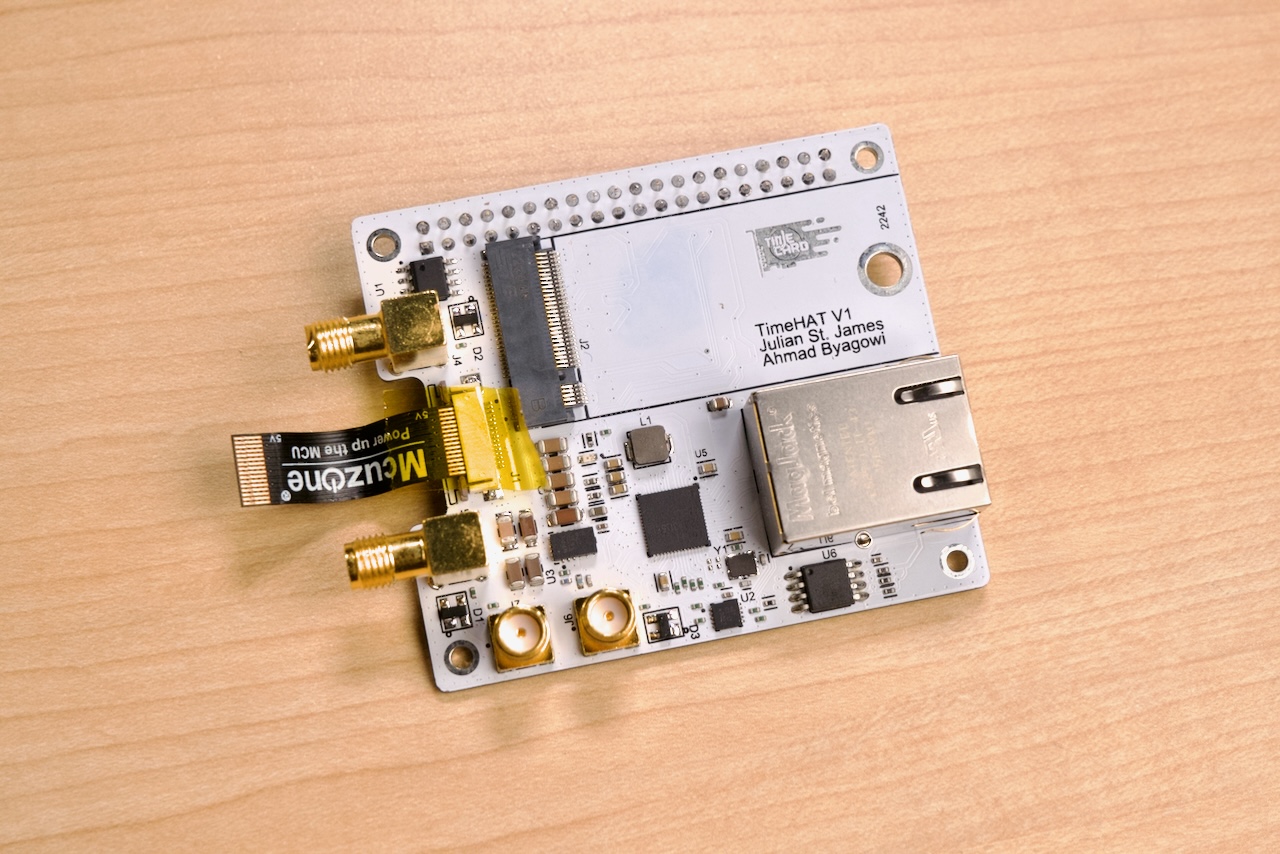 2242
TIME
CARD
TimeHAT V1
Julian St. James
Ahmad Byagowi
U1
D2
J4
J2
5V
5V
Power up the MCU
Mcuzone®
L1
U5
Y1
U6
U2
U3
D1
D3